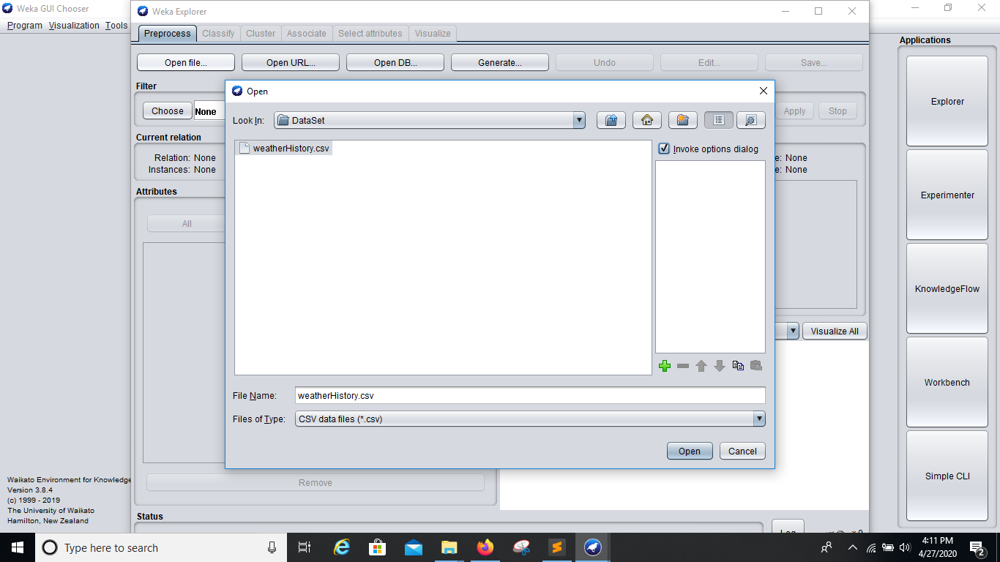 Weka GUI Chooser
Program Visualization Tools
Weka Explorer
Preprocess Classify Cluster Associate Select attributes Visualize
Open file... Open URL... Open DB... Generate... Undo Edit... Save...
Filter
Choose None Apply Stop
Current relation
Relation: None
Instances: None
e: None
e: None
Attributes
All
Visualize All
Remove
Status
Log
x 0
Open
Look In: DataSet
weatherHistory.csv
Invoke options dialog
File Name: weatherHistory.csv
Files of Type: CSV data files (*.csv)
Open Cancel
Applications
Explorer
Experimenter
KnowledgeFlow
Workbench
Simple CLI
Waikato Environment for Knowledge
Version 3.8.4
(c) 1999 - 2019
The University of Waikato
Hamilton, New Zealand
Type here to search
4:11 PM
4/27/2020
2